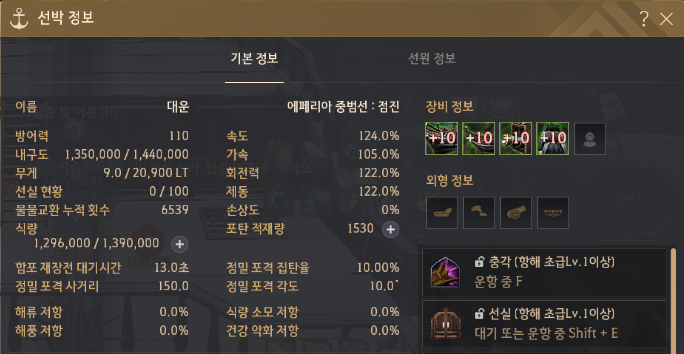 선박 정보
기본 정보
선원 정보
이름 대운
에페리아 중범선 : 점진
방어력 110
내구도 1,350,000 / 1,440,000
무게 9.0 / 20,900 LT
선실 현황 0 / 100
물물교환 누적 횟수 6539
식량
1,296,000 / 1,390,000
속도 124.0%
가속 105.0%
회전력 122.0%
제동 122.0%
손상도 0%
포탄 적재량 1530
함포 재장전 대기시간 13.0초
정밀 포격 사거리 150.0
정밀 포격 집탄율 10.00%
정밀 포격 각도 10.0˚
해류 저항 0.0%
해풍 저항 0.0%
식량 소모 저항 0.0%
건강 악화 저항 0.0%
장비 정보
+10 +10 +10 +10
외형 정보
충각 (항해 초급Lv.1이상)
운항 중 F
선실 (항해 초급Lv.1이상)
대기 또는 운항 중 Shift + E